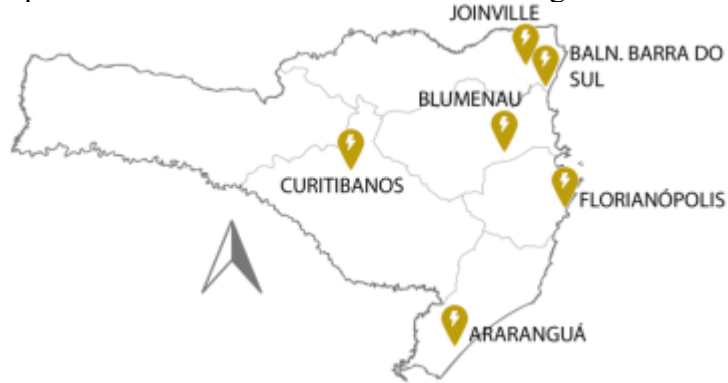 JOINVILLE
BALN. BARRA DO
SUL
BLUMENAU
CURITIBANOS
FLORIANÓPOLIS
ARARANGUÁ